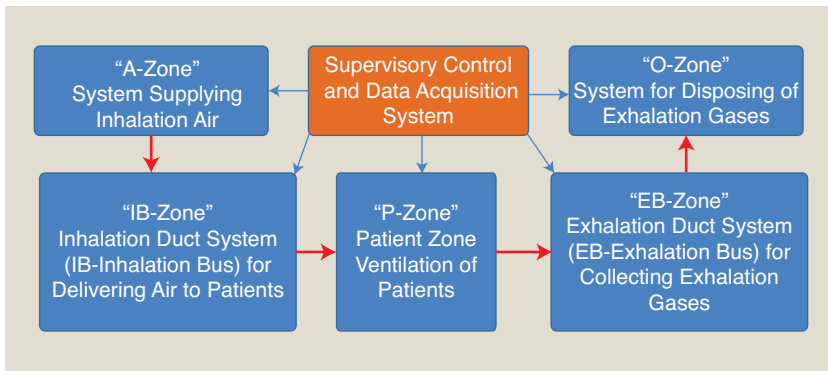 “A-Zone”
System Supplying
Inhalation Air
Supervisory Control
and Data Acquisition
System
“O-Zone”
System for Disposing of
Exhalation Gases
“IB-Zone”
Inhalation Duct System
(IB-Inhalation Bus) for
Delivering Air to Patients
“P-Zone”
Patient Zone
Ventilation of
Patients
“EB-Zone”
Exhalation Duct System
(EB-Exhalation Bus) for
Collecting Exhalation
Gases